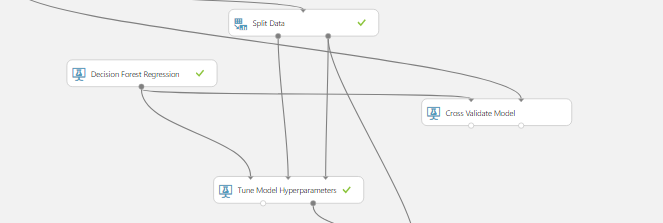 Split Data
Decision Forest Regression
Cross Validate Model
Tune Model Hyperparameters